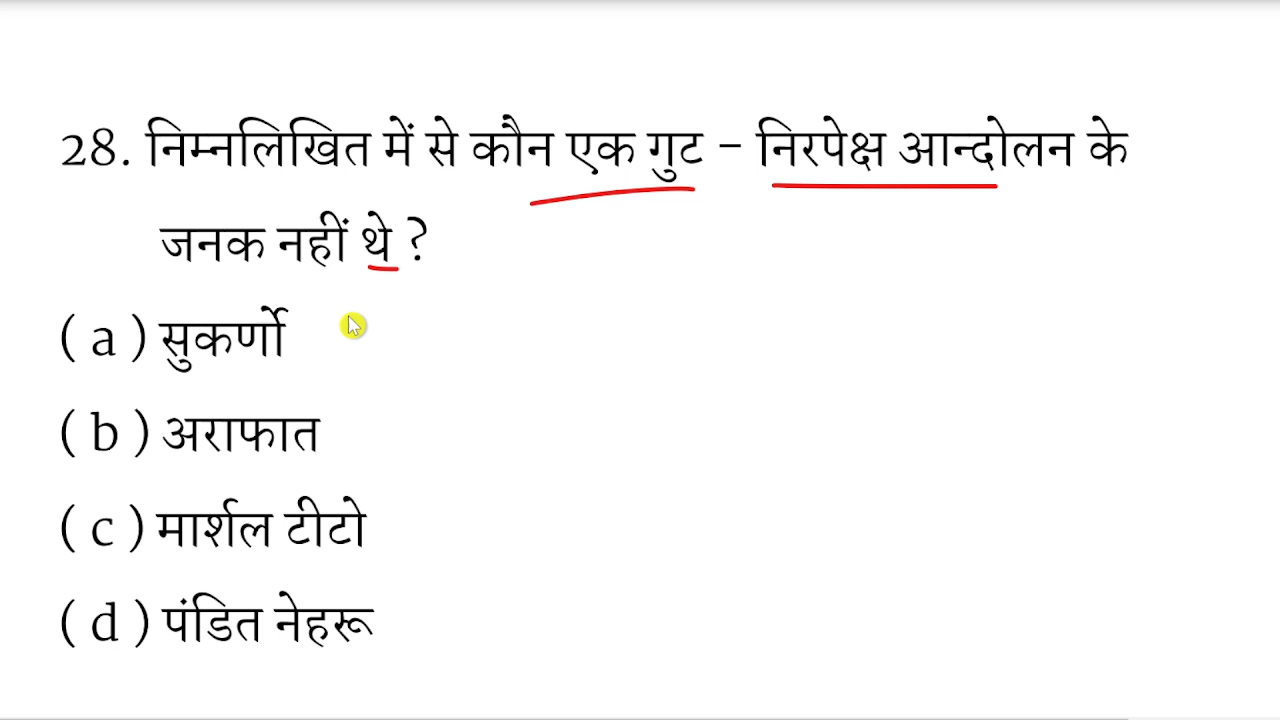 28. निम्नलिखित में से कौन एक गुट - निरपेक्ष आन्दोलन के
जनक नहीं थे ?
( a ) सुकर्णो
( b ) अराफात
( c ) मार्शल टीटो
( d ) पंडित नेहरू